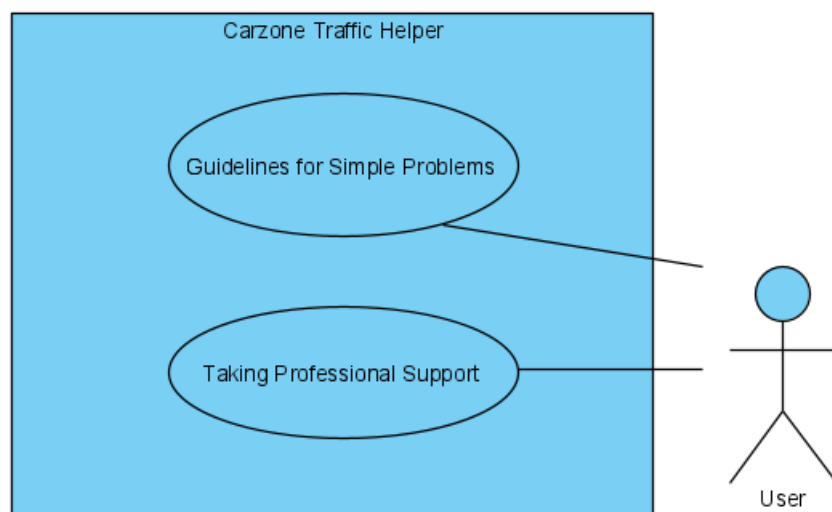 Carzone Traffic Helper
Guidelines for Simple Problems
Taking Professional Support
User